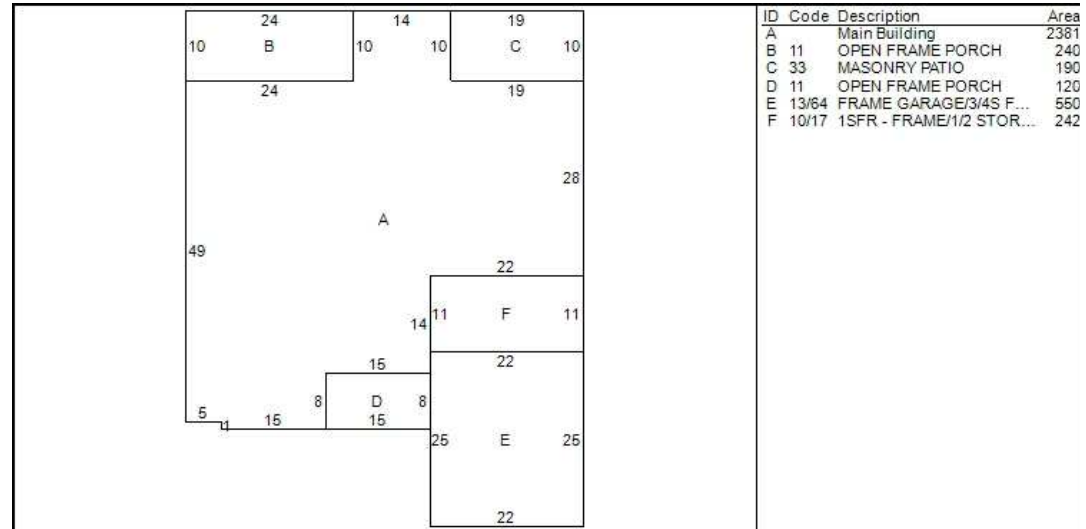 24 14 19
10 B 10 10 C 10
24 19
28
A
49
22
14 11 F 11
15 22
8 D 8
5 1 15 15
25 E 25
22
ID Code Description Area
A Main Building 2381
B 11 OPEN FRAME PORCH 240
C 33 MASONRY PATIO 190
D 11 OPEN FRAME PORCH 120
E 13/64 FRAME GARAGE/3/4S F... 550
F 10/17 1SFR - FRAME/1/2 STOR... 242